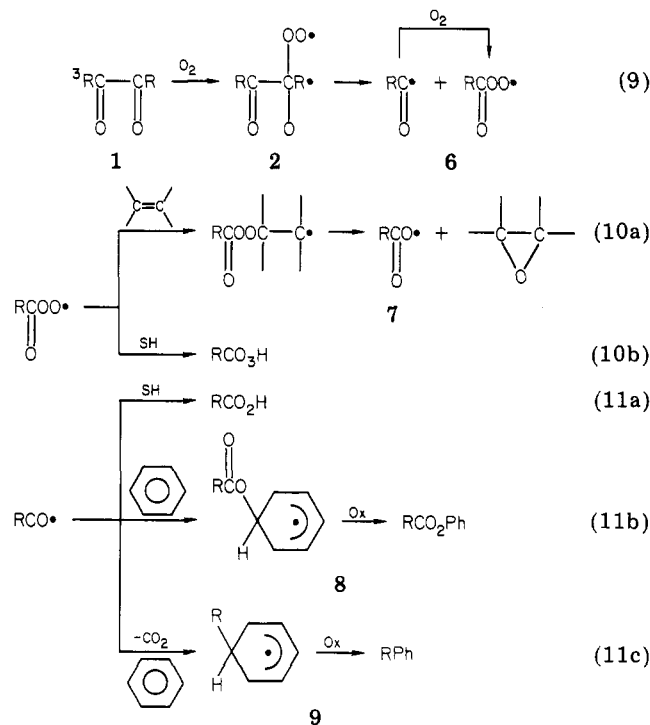 OO•
³RC—CR O₂ RC—CR• RC• + RCOO• O₂ (9)
O O O O O O
1 2 6
C=C RCOOC—C• RCO• + C—C (10a)
O O O
7
RCOO•
O SH RCO₃H (10b)
SH RCO₂H (11a)
O
RCO• RCO Ox RCO₂Ph (11b)
H
8
−CO₂ R Ox RPh (11c)
H
9